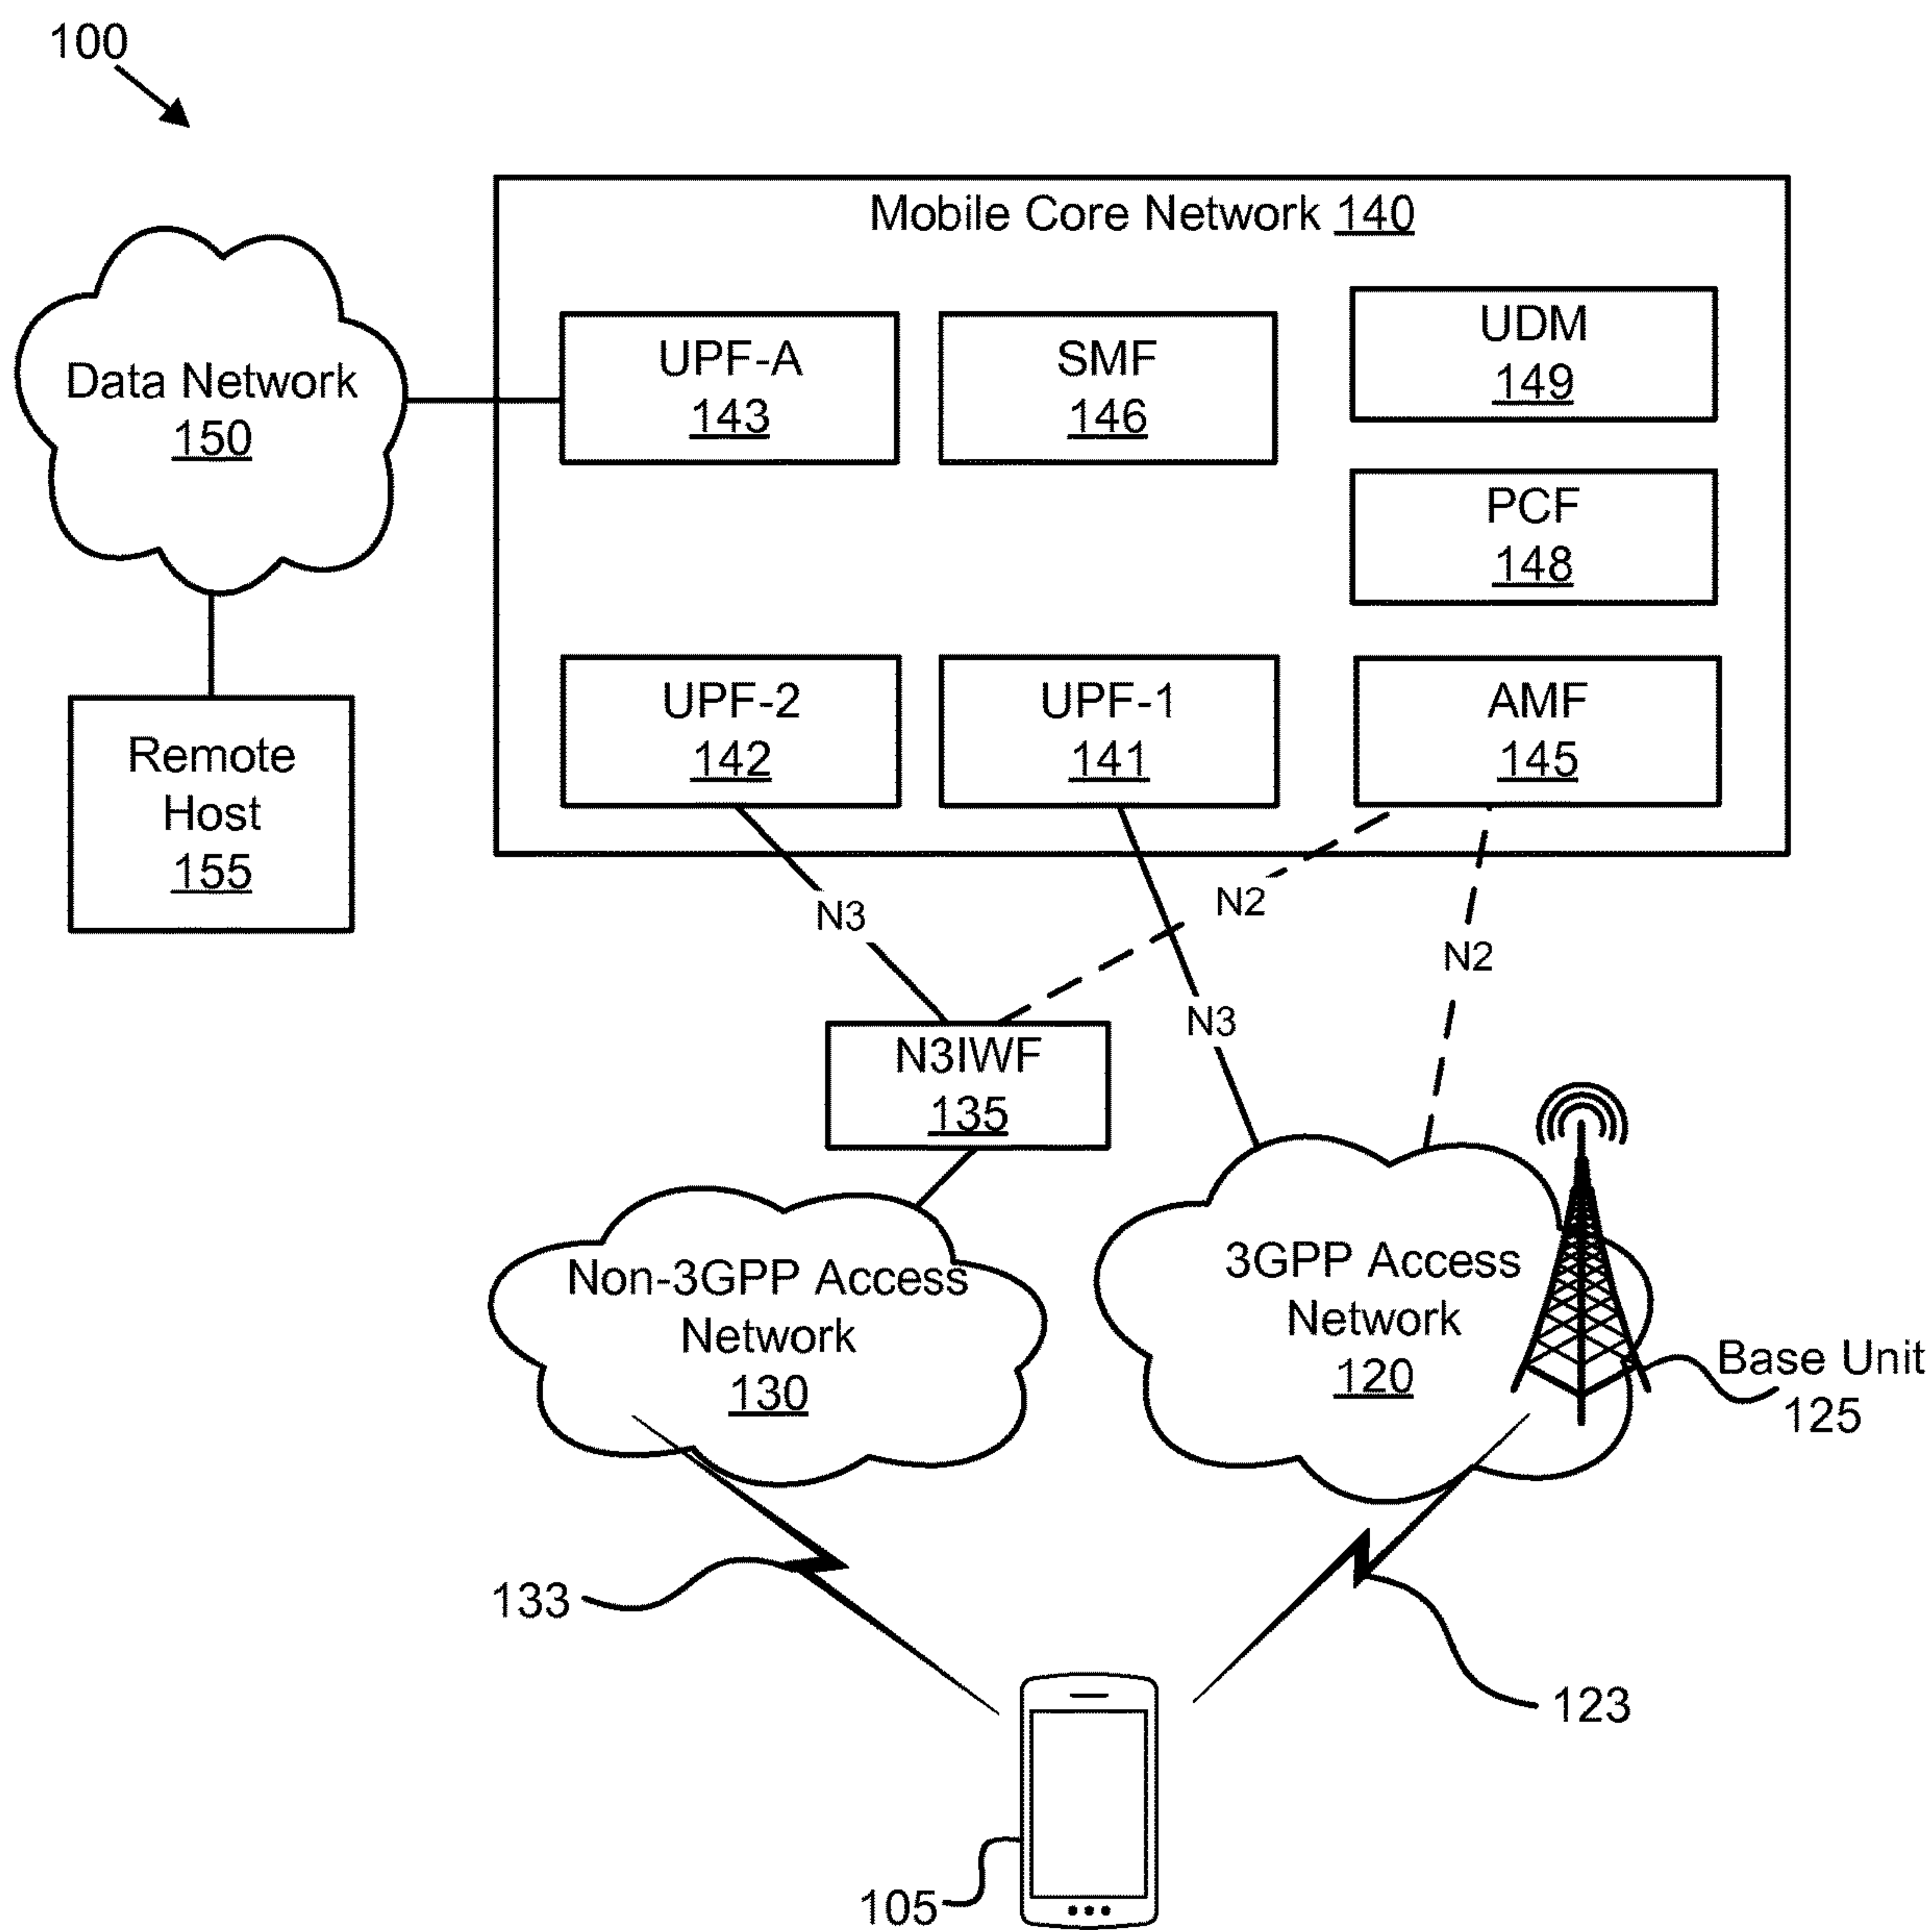 100
Mobile Core Network 140
Data Network
150
UPF-A
143
SMF
146
UDM
149
PCF
148
Remote
Host
155
UPF-2
142
UPF-1
141
AMF
145
N3
N2
N3
N2
N3IWF
135
Non-3GPP Access
Network
130
3GPP Access
Network
120
Base Unit
125
133
123
105